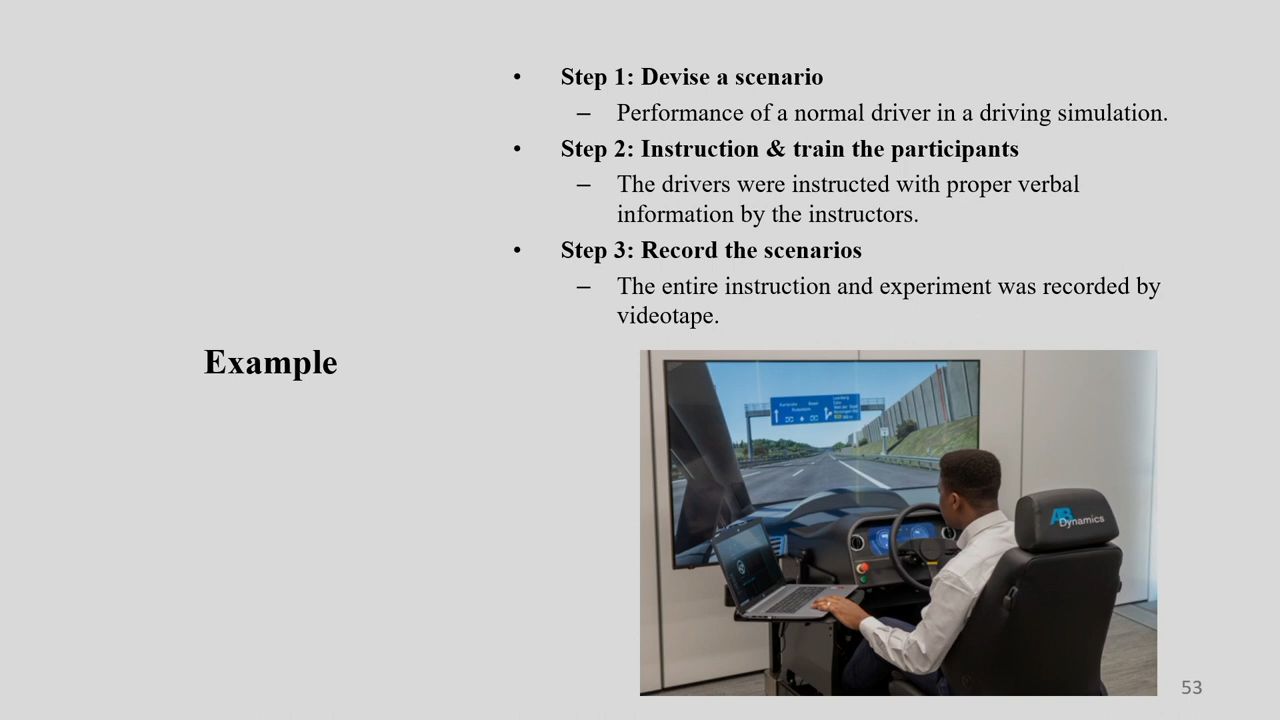 • Step 1: Devise a scenario
– Performance of a normal driver in a driving simulation.
• Step 2: Instruction & train the participants
– The drivers were instructed with proper verbal
information by the instructors.
• Step 3: Record the scenarios
– The entire instruction and experiment was recorded by
videotape.
Example
AB
Dynamics
53